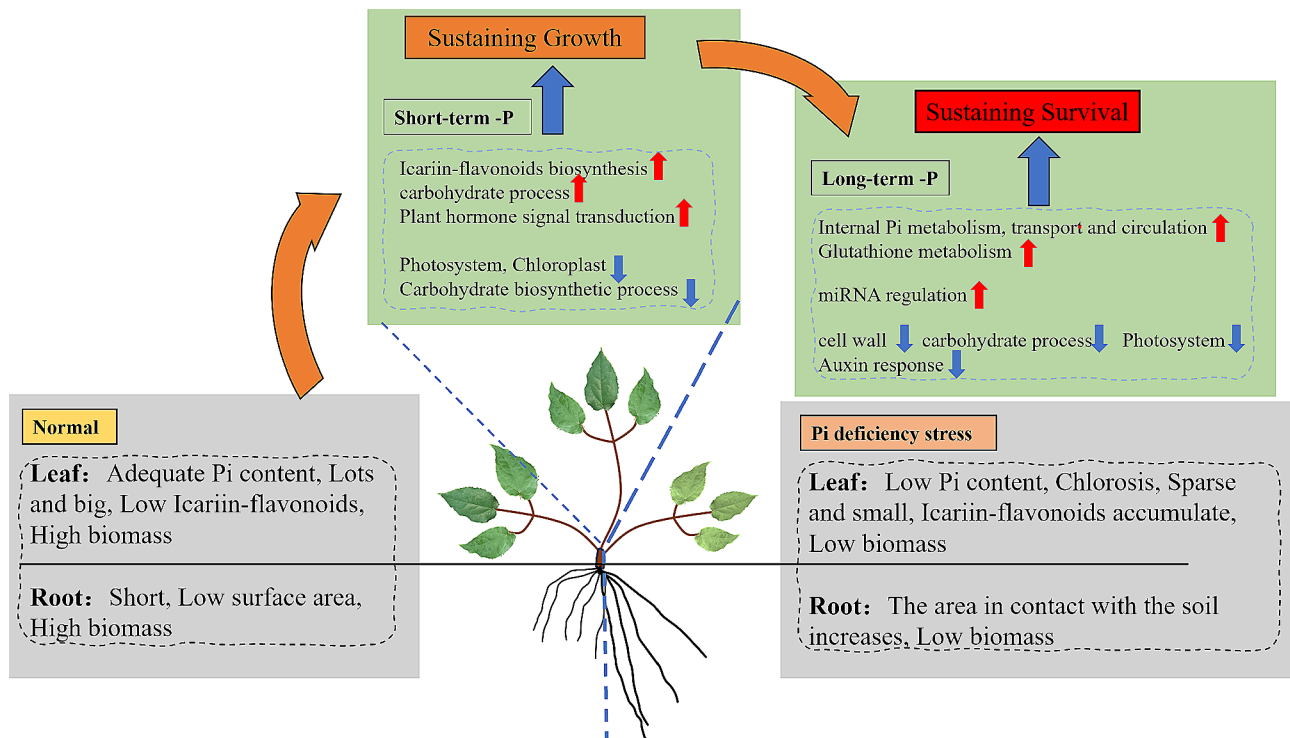 Sustaining Growth
Short-term -P
Icariin-flavonoids biosynthesis
carbohydrate process
Plant hormone signal transduction
Photosystem, Chloroplast
Carbohydrate biosynthetic process
Sustaining Survival
Long-term -P
Internal Pi metabolism, transport and circulation
Glutathione metabolism
miRNA regulation
cell wall carbohydrate process Photosystem
Auxin response
Normal
Leaf： Adequate Pi content, Lots
and big, Low Icariin-flavonoids,
High biomass
Root： Short, Low surface area,
High biomass
Pi deficiency stress
Leaf： Low Pi content, Chlorosis, Sparse
and small, Icariin-flavonoids accumulate,
Low biomass
Root： The area in contact with the soil
increases, Low biomass